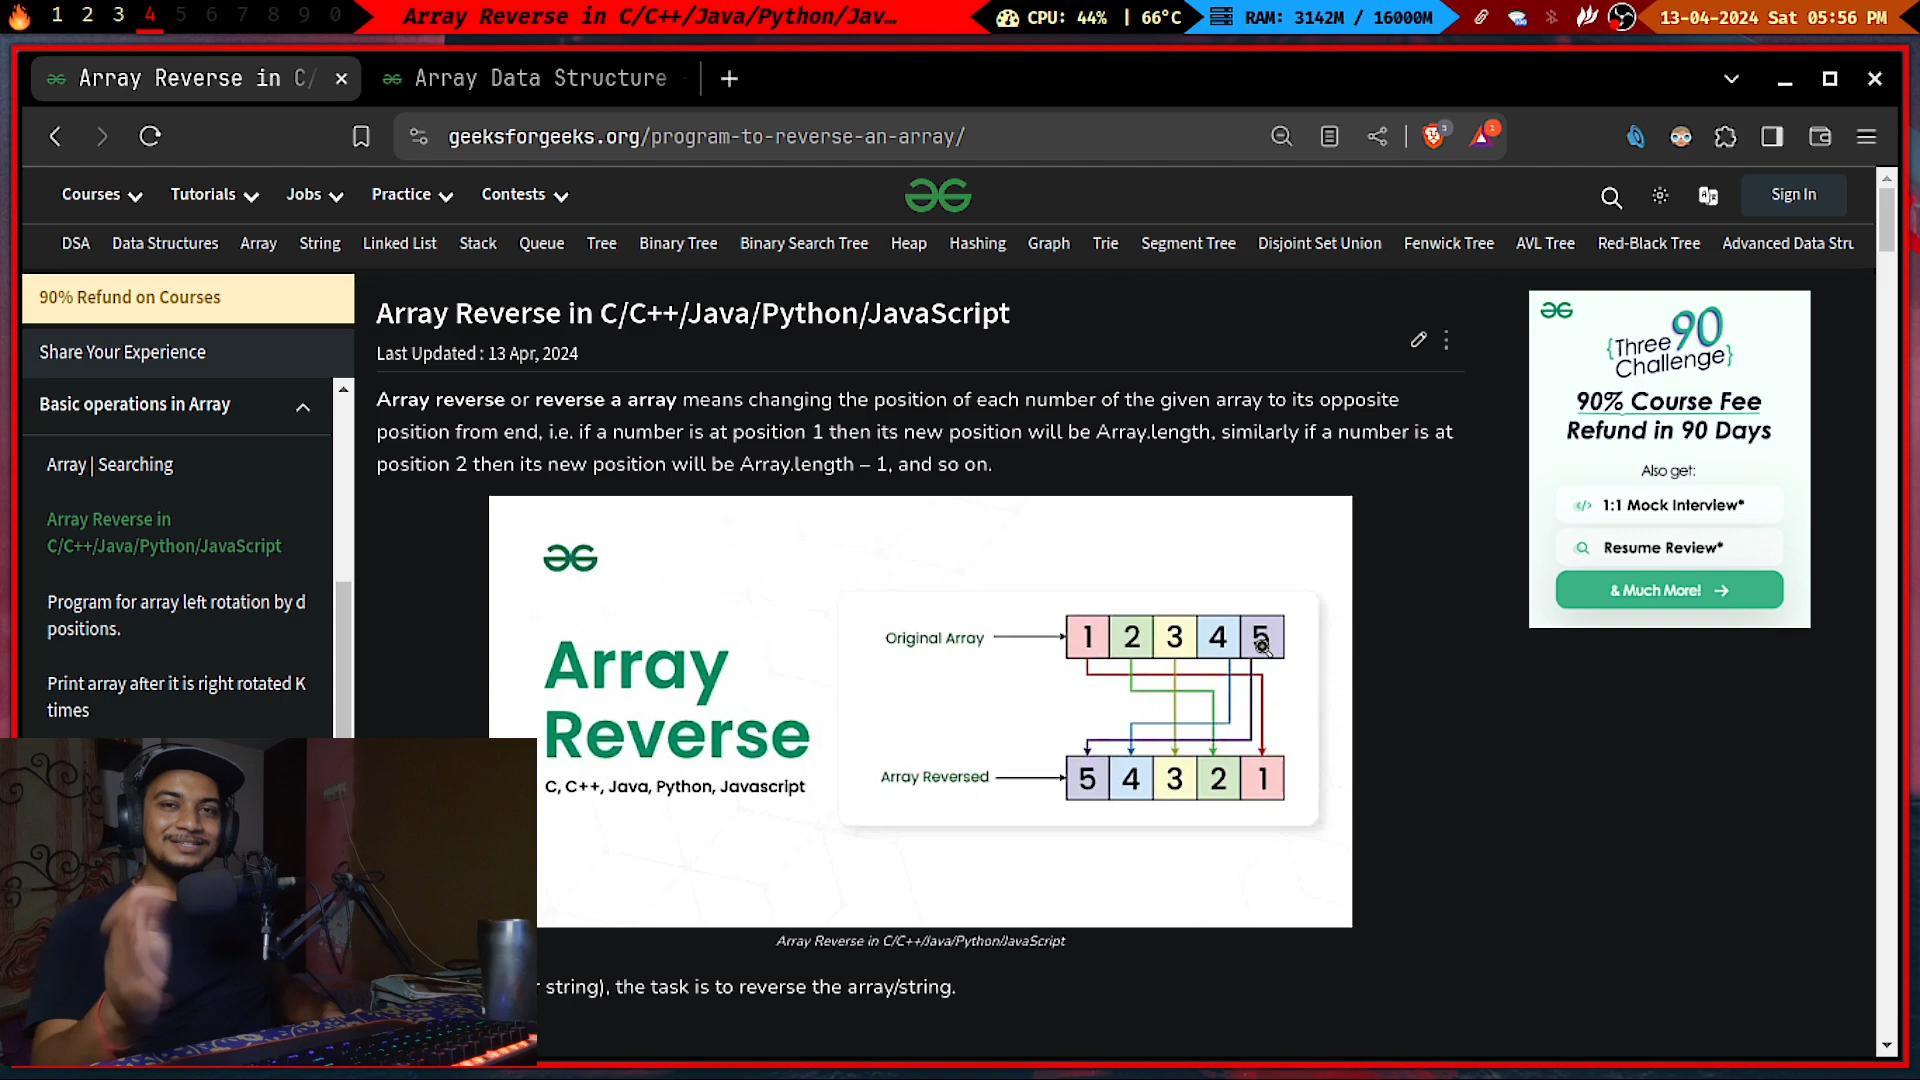 1 2 3 4 5 6 7 8 9 0
Array Reverse in C/C++/Java/Python/Jav…
CPU: 44% | 66°C
RAM: 3142M / 16000M
13-04-2024 Sat 05:56 PM
Array Reverse in C/
Array Data Structure
geeksforgeeks.org/program-to-reverse-an-array/
3
1
Courses
Tutorials
Jobs
Practice
Contests
Sign In
DSA
Data Structures
Array
String
Linked List
Stack
Queue
Tree
Binary Tree
Binary Search Tree
Heap
Hashing
Graph
Trie
Segment Tree
Disjoint Set Union
Fenwick Tree
AVL Tree
Red-Black Tree
Advanced Data Stru
90% Refund on Courses
Share Your Experience
Basic operations in Array
Array | Searching
Array Reverse in
C/C++/Java/Python/JavaScript
Program for array left rotation by d
positions.
Print array after it is right rotated K
times
Array Reverse in C/C++/Java/Python/JavaScript
Last Updated : 13 Apr, 2024
Array reverse or reverse a array means changing the position of each number of the given array to its opposite
position from end, i.e. if a number is at position 1 then its new position will be Array.length, similarly if a number is at
position 2 then its new position will be Array.length – 1, and so on.
Array
Reverse
C, C++, Java, Python, Javascript
Original Array
1 2 3 4 5
Array Reversed
5 4 3 2 1
Array Reverse in C/C++/Java/Python/JavaScript
string), the task is to reverse the array/string.
{Three 90
Challenge}
90% Course Fee
Refund in 90 Days
Also get:
</> 1:1 Mock Interview*
Resume Review*
& Much More! →